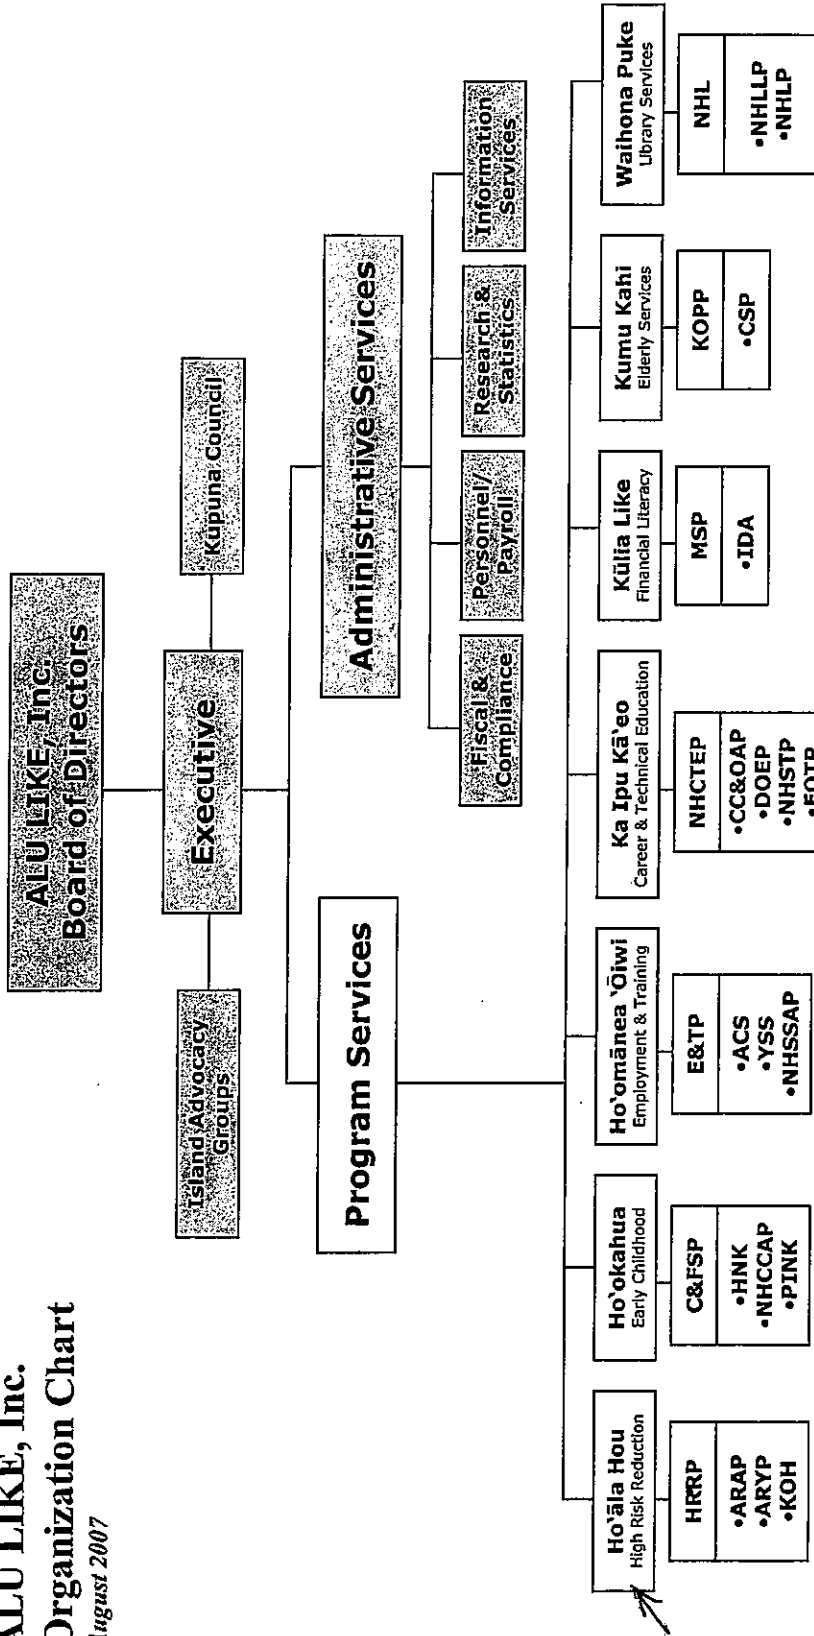 ALU LIKE, Inc.
Organization Chart
August 2007
ALU LIKE, Inc.
Board of Directors
Island Advocacy
Groups
Executive
Kupuna Council
Program Services
Administrative Services
Fiscal &
Compliance
Personnel/
Payroll
Research &
Statistics
Information
Services
Ho`āla Hou
High Risk Reduction
HRRP
•ARAP
•ARYP
•KOH
Ho`okahua
Early Childhood
C&FSP
•HNK
•NHCCAP
•PINK
Ho`omānea `Ōiwi
Employment & Training
E&TP
•ACS
•YSS
•NHSSAP
Ka Ipu Kā`eo
Career & Technical Education
NHCTEP
•CC&OAP
•DOEP
•NHSTP
Kūlia Like
Financial Literacy
MSP
•IDA
Kumu Kahi
Elderly Services
KOPP
•CSP
Waihona Puke
Library Services
NHL
•NHLLP
•NHLP